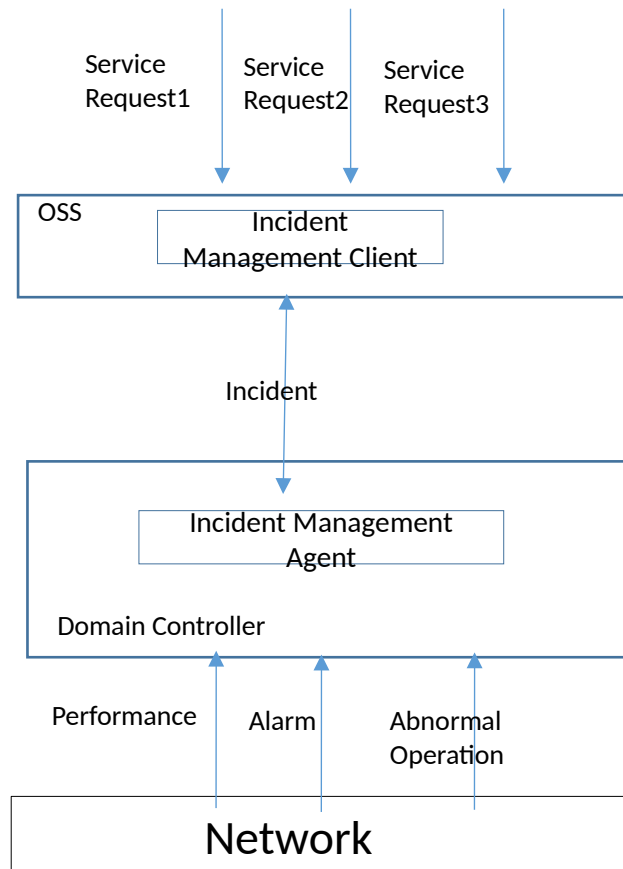 Service
Request1
Service
Request2
Service
Request3
OSS
Incident
Management Client
Incident
Incident Management
Agent
Domain Controller
Performance
Alarm
Abnormal
Operation
Network